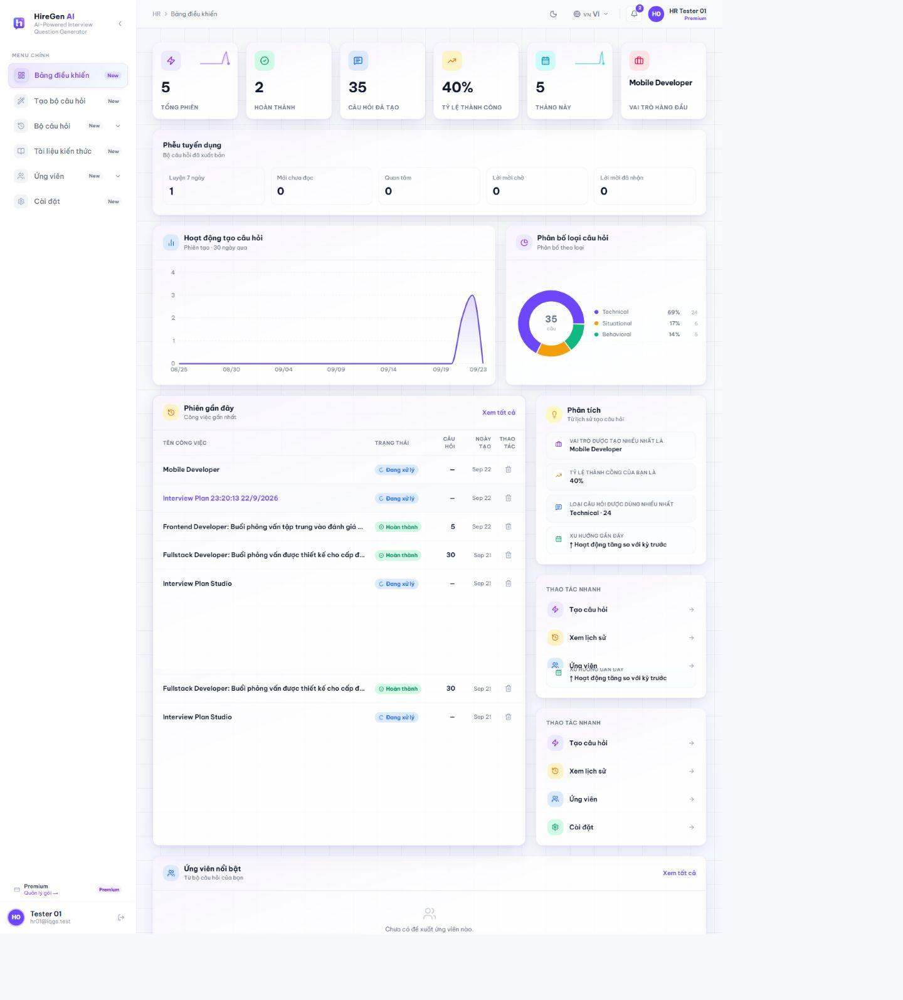 HireGen AI
AI-Powered Interview
Question Generator
MENU CHÍNH
Bảng điều khiển New
Tạo bộ câu hỏi New
Bộ câu hỏi New
Tài liệu kiến thức New
Ứng viên New
Cài đặt New
Premium
Quản lý gói → Premium
H0 Tester 01
hr01@iqgs.test
HR > Bảng điều khiển
VN VI
2
H0
HR Tester 01
Premium
5
TỔNG PHIÊN
2
HOÀN THÀNH
35
CÂU HỎI ĐÃ TẠO
40%
TỶ LỆ THÀNH CÔNG
5
THÁNG NÀY
Mobile Developer
VAI TRÒ HÀNG ĐẦU
Phễu tuyển dụng
Bộ câu hỏi đã xuất bản
Luyện 7 ngày
1
Mới chưa đọc
0
Quan tâm
0
Lời mời chờ
0
Lời mời đã nhận
0
Hoạt động tạo câu hỏi
Phiên tạo · 30 ngày qua
4
3
2
1
0
08/25 08/30 09/04 09/09 09/14 09/19 09/23
Phân bố loại câu hỏi
Phân bố theo loại
35
câu
Technical 69% 24
Situational 17% 6
Behavioral 14% 5
Phiên gần đây
Công việc gần nhất
Xem tất cả
TÊN CÔNG VIỆC TRẠNG THÁI CÂU HỎI NGÀY TẠO THAO TÁC
Mobile Developer Đang xử lý — Sep 22
Interview Plan 23:20:13 22/9/2026 Đang xử lý — Sep 22
Frontend Developer: Buổi phỏng vấn tập trung vào đánh giá ... Hoàn thành 5 Sep 22
Fullstack Developer: Buổi phỏng vấn được thiết kế cho cấp đ... Hoàn thành 30 Sep 21
Interview Plan Studio Đang xử lý — Sep 21
Fullstack Developer: Buổi phỏng vấn được thiết kế cho cấp đ... Hoàn thành 30 Sep 21
Interview Plan Studio Đang xử lý — Sep 21
Phân tích
Từ lịch sử tạo câu hỏi
VAI TRÒ ĐƯỢC TẠO NHIỀU NHẤT LÀ
Mobile Developer
TỶ LỆ THÀNH CÔNG CỦA BẠN LÀ
40%
LOẠI CÂU HỎI ĐƯỢC DÙNG NHIỀU NHẤT
Technical · 24
XU HƯỚNG GẦN ĐÂY
↑ Hoạt động tăng so với kỳ trước
THAO TÁC NHANH
Tạo câu hỏi →
Xem lịch sử →
Ứng viên →
XU HƯỚNG GẦN ĐÂY
↑ Hoạt động tăng so với kỳ trước
THAO TÁC NHANH
Tạo câu hỏi →
Xem lịch sử →
Ứng viên →
Cài đặt →
Ứng viên nổi bật
Từ bộ câu hỏi của bạn
Xem tất cả
Chưa có đề xuất ứng viên nào.